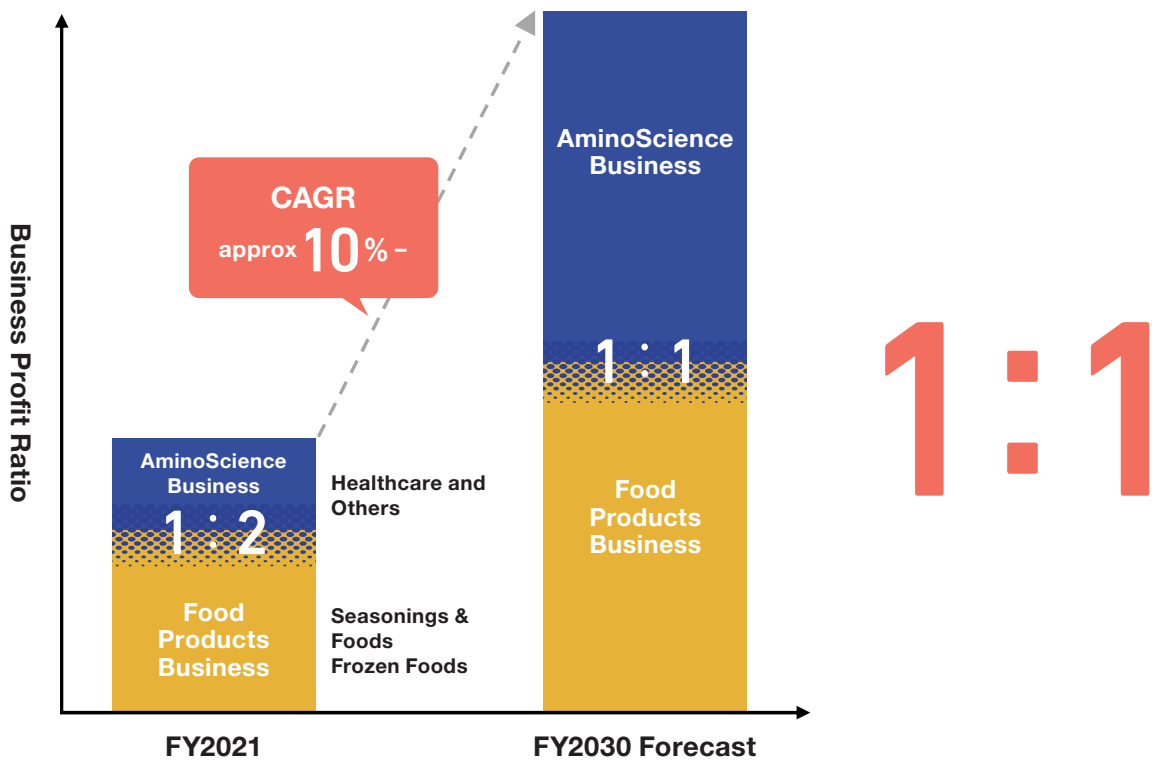 Business Profit Ratio
CAGR
approx 10% –
AminoScience
Business
1 : 2
Food
Products
Business
Healthcare and
Others
Seasonings &
Foods
Frozen Foods
FY2021
AminoScience
Business
1 : 1
Food
Products
Business
FY2030 Forecast
1:1